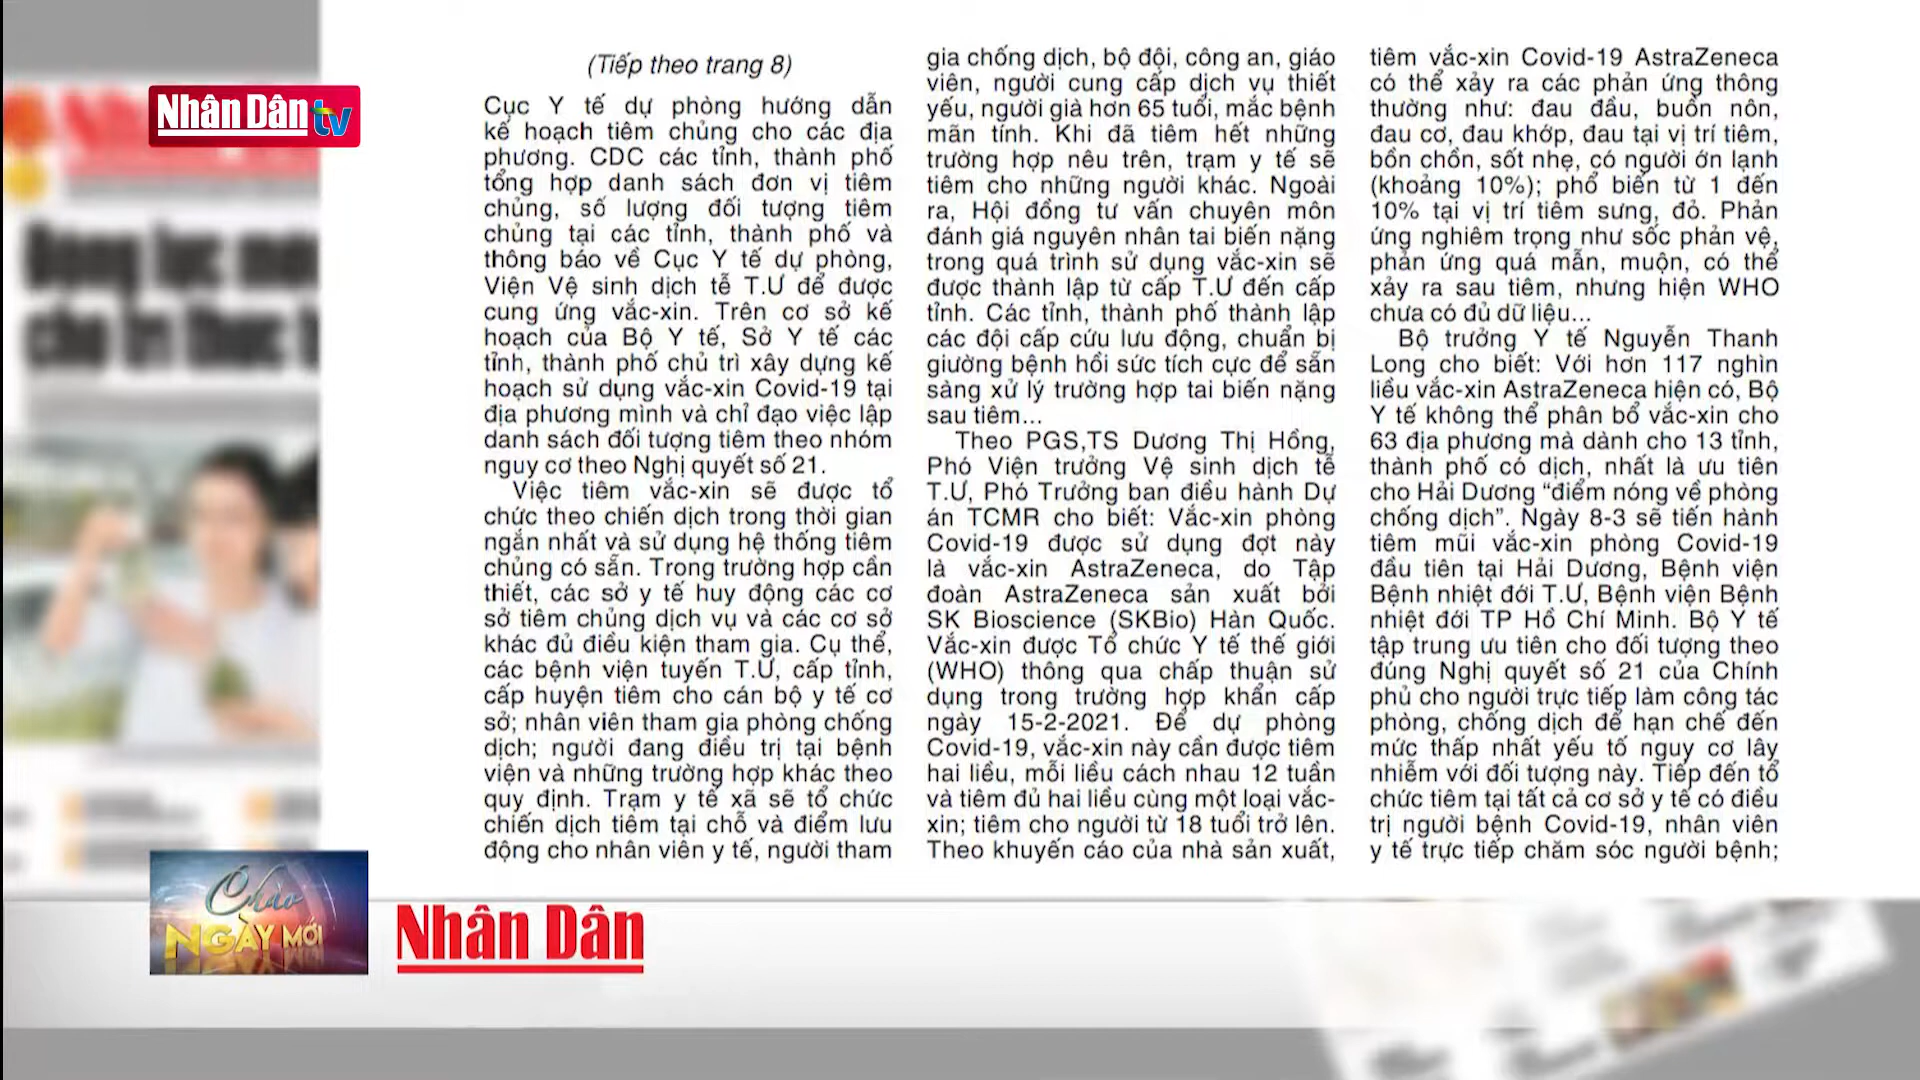 Nhân Dân tv
(Tiếp theo trang 8)
Cục Y tế dự phòng hướng dẫn
kế hoạch tiêm chủng cho các địa
phương. CDC các tỉnh, thành phố
tổng hợp danh sách đơn vị tiêm
chủng, số lượng đối tượng tiêm
chủng tại các tỉnh, thành phố và
thông báo về Cục Y tế dự phòng,
Viện Vệ sinh dịch tễ T.Ư để được
cung ứng vắc-xin. Trên cơ sở kế
hoạch của Bộ Y tế, Sở Y tế các
tỉnh, thành phố chủ trì xây dựng kế
hoạch sử dụng vắc-xin Covid-19 tại
địa phương mình và chỉ đạo việc lập
danh sách đối tượng tiêm theo nhóm
nguy cơ theo Nghị quyết số 21.
Việc tiêm vắc-xin sẽ được tổ
chức theo chiến dịch trong thời gian
ngắn nhất và sử dụng hệ thống tiêm
chủng có sẵn. Trong trường hợp cần
thiết, các sở y tế huy động các cơ
sở tiêm chủng dịch vụ và các cơ sở
khác đủ điều kiện tham gia. Cụ thể,
các bệnh viện tuyến T.Ư, cấp tỉnh,
cấp huyện tiêm cho cán bộ y tế cơ
sở; nhân viên tham gia phòng chống
dịch; người đang điều trị tại bệnh
viện và những trường hợp khác theo
quy định. Trạm y tế xã sẽ tổ chức
chiến dịch tiêm tại chỗ và điểm lưu
động cho nhân viên y tế, người tham
gia chống dịch, bộ đội, công an, giáo
viên, người cung cấp dịch vụ thiết
yếu, người già hơn 65 tuổi, mắc bệnh
mãn tính. Khi đã tiêm hết những
trường hợp nêu trên, trạm y tế sẽ
tiêm cho những người khác. Ngoài
ra, Hội đồng tư vấn chuyên môn
đánh giá nguyên nhân tai biến nặng
trong quá trình sử dụng vắc-xin sẽ
được thành lập từ cấp T.Ư đến cấp
tỉnh. Các tỉnh, thành phố thành lập
các đội cấp cứu lưu động, chuẩn bị
giường bệnh hồi sức tích cực để sẵn
sàng xử lý trường hợp tai biến nặng
sau tiêm...
Theo PGS,TS Dương Thị Hồng,
Phó Viện trưởng Vệ sinh dịch tễ
T.Ư, Phó Trưởng ban điều hành Dự
án TCMR cho biết: Vắc-xin phòng
Covid-19 được sử dụng đợt này
là vắc-xin AstraZeneca, do Tập
đoàn AstraZeneca sản xuất bởi
SK Bioscience (SKBio) Hàn Quốc.
Vắc-xin được Tổ chức Y tế thế giới
(WHO) thông qua chấp thuận sử
dụng trong trường hợp khẩn cấp
ngày 15-2-2021. Để dự phòng
Covid-19, vắc-xin này cần được tiêm
hai liều, mỗi liều cách nhau 12 tuần
và tiêm đủ hai liều cùng một loại vắc-
xin; tiêm cho người từ 18 tuổi trở lên.
Theo khuyến cáo của nhà sản xuất,
tiêm vắc-xin Covid-19 AstraZeneca
có thể xảy ra các phản ứng thông
thường như: đau đầu, buồn nôn,
đau cơ, đau khớp, đau tại vị trí tiêm,
bồn chồn, sốt nhẹ, có người ớn lạnh
(khoảng 10%); phổ biến từ 1 đến
10% tại vị trí tiêm sưng, đỏ. Phản
ứng nghiêm trọng như sốc phản vệ,
phản ứng quá mẫn, muộn, có thể
xảy ra sau tiêm, nhưng hiện WHO
chưa có đủ dữ liệu...
Bộ trưởng Y tế Nguyễn Thanh
Long cho biết: Với hơn 117 nghìn
liều vắc-xin AstraZeneca hiện có, Bộ
Y tế không thể phân bổ vắc-xin cho
63 địa phương mà dành cho 13 tỉnh,
thành phố có dịch, nhất là ưu tiên
cho Hải Dương “điểm nóng về phòng
chống dịch”. Ngày 8-3 sẽ tiến hành
tiêm mũi vắc-xin phòng Covid-19
đầu tiên tại Hải Dương, Bệnh viện
Bệnh nhiệt đới T.Ư, Bệnh viện Bệnh
nhiệt đới TP Hồ Chí Minh. Bộ Y tế
tập trung ưu tiên cho đối tượng theo
đúng Nghị quyết số 21 của Chính
phủ cho người trực tiếp làm công tác
phòng, chống dịch để hạn chế đến
mức thấp nhất yếu tố nguy cơ lây
nhiễm với đối tượng này. Tiếp đến tổ
chức tiêm tại tất cả cơ sở y tế có điều
trị người bệnh Covid-19, nhân viên
y tế trực tiếp chăm sóc người bệnh;
Chào
NGÀY MỚI
Nhân Dân